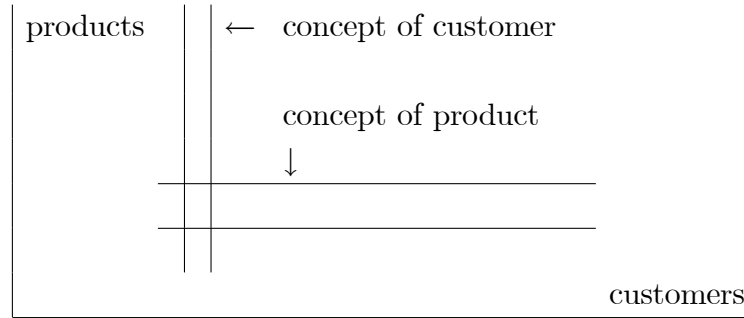 products ← concept of customer
concept of product
↓
customers